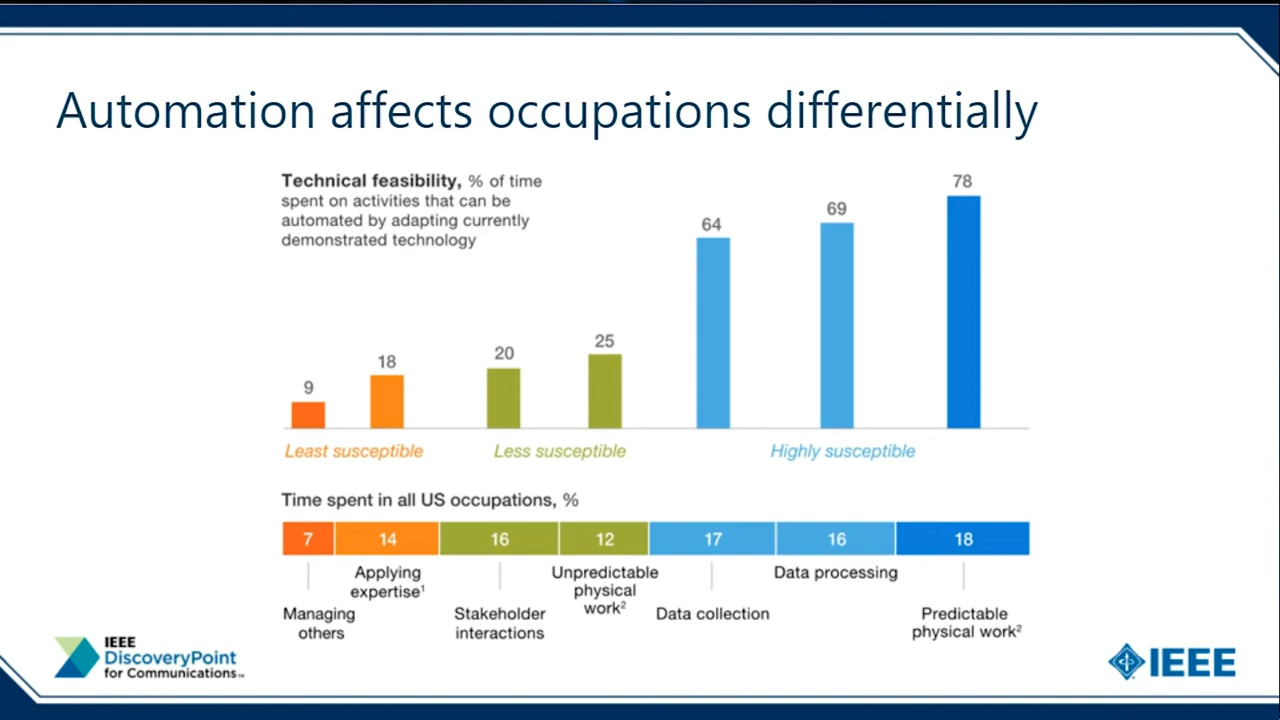 Automation affects occupations differentially
Technical feasibility, % of time
spent on activities that can be
automated by adapting currently
demonstrated technology
9
18
20
25
64
69
78
Least susceptible
Less susceptible
Highly susceptible
Time spent in all US occupations, %
7
14
16
12
17
16
18
Managing
others
Applying
expertise¹
Stakeholder
interactions
Unpredictable
physical
work²
Data collection
Data processing
Predictable
physical work²
IEEE
DiscoveryPoint
for Communications℠
IEEE